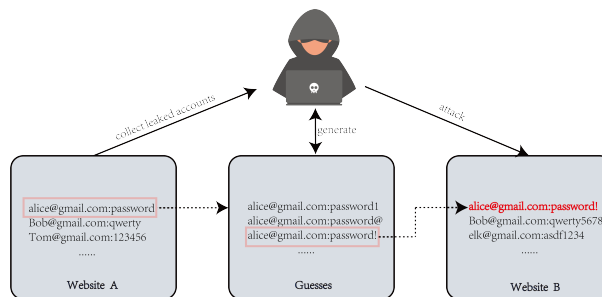 collect leaked accounts
generate
attack
alice@gmail.com:password
Bob@gmail.com:qwerty
Tom@gmail.com:123456
......
Website A
alice@gmail.com:password1
alice@gmail.com:password@
alice@gmail.com:password!
......
Guesses
alice@gmail.com:password!
Bob@gmail.com:qwerty5678
elk@gmail.com:asdf1234
......
Website B